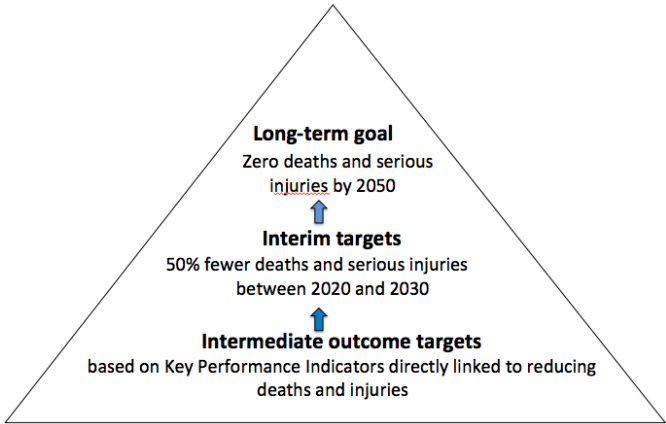 Long-term goal
Zero deaths and serious
injuries by 2050
Interim targets
50% fewer deaths and serious injuries
between 2020 and 2030
Intermediate outcome targets
based on Key Performance Indicators directly linked to reducing
deaths and injuries